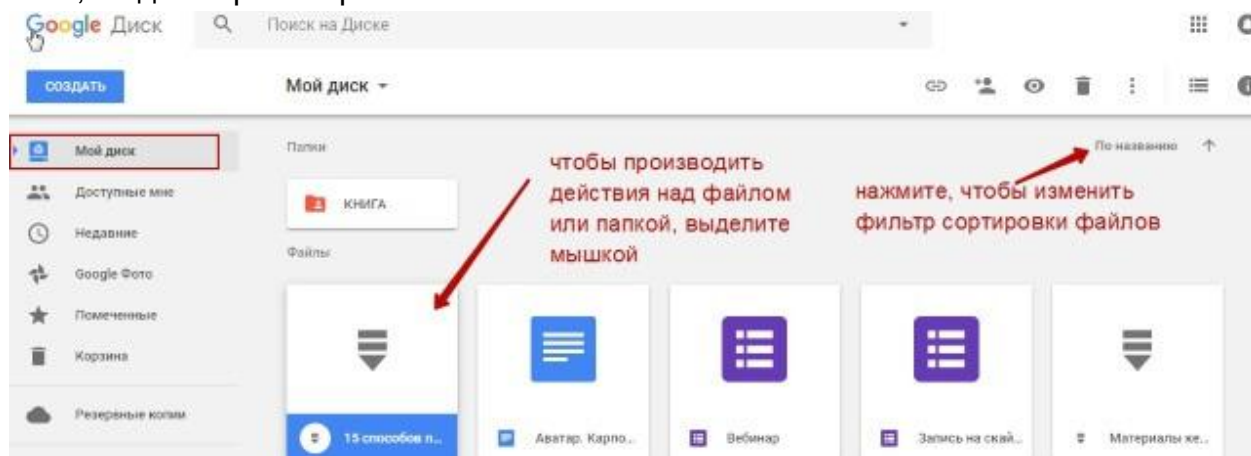 Google Диск
Поиск на Диске
СОЗДАТЬ
Мой диск
Мой диск
Доступные мне
Недавние
Google Фото
Помеченные
Корзина
Резервные копии
Папки
По названию
КНИГА
чтобы производить
действия над файлом
или папкой, выделите
мышкой
нажмите, чтобы изменить
фильтр сортировки файлов
Файлы
15 способов п...
Аватар. Карпо...
Вебинар
Запись на скай...
Материалы ке...